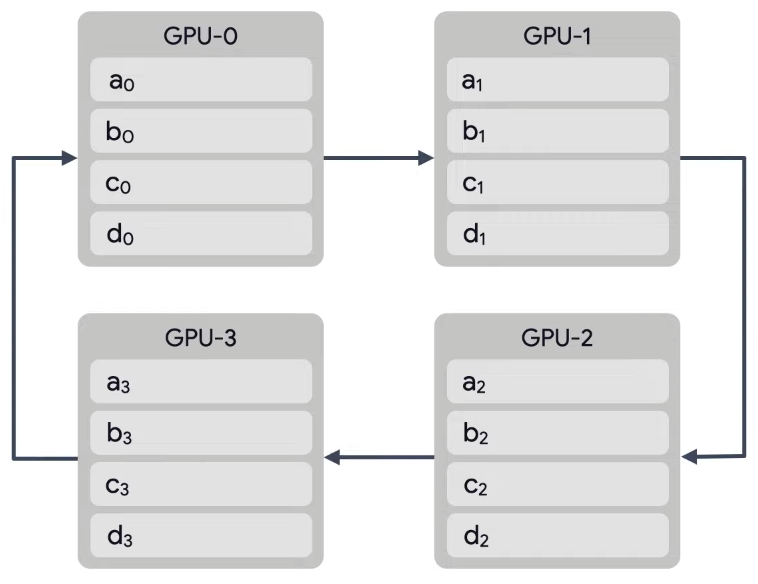 GPU-0
a₀
b₀
c₀
d₀
GPU-1
a₁
b₁
c₁
d₁
GPU-3
a₃
b₃
c₃
d₃
GPU-2
a₂
b₂
c₂
d₂